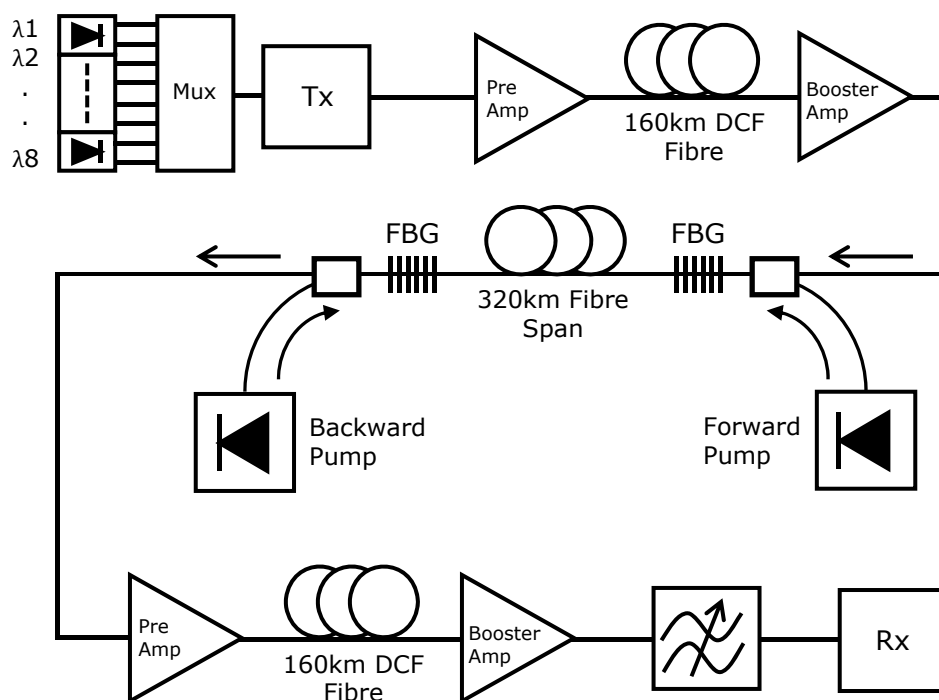 λ1
λ2
.
.
λ8
Mux
Tx
Pre
Amp
160km DCF
Fibre
Booster
Amp
FBG
320km Fibre
Span
FBG
Backward
Pump
Forward
Pump
Pre
Amp
160km DCF
Fibre
Booster
Amp
Rx